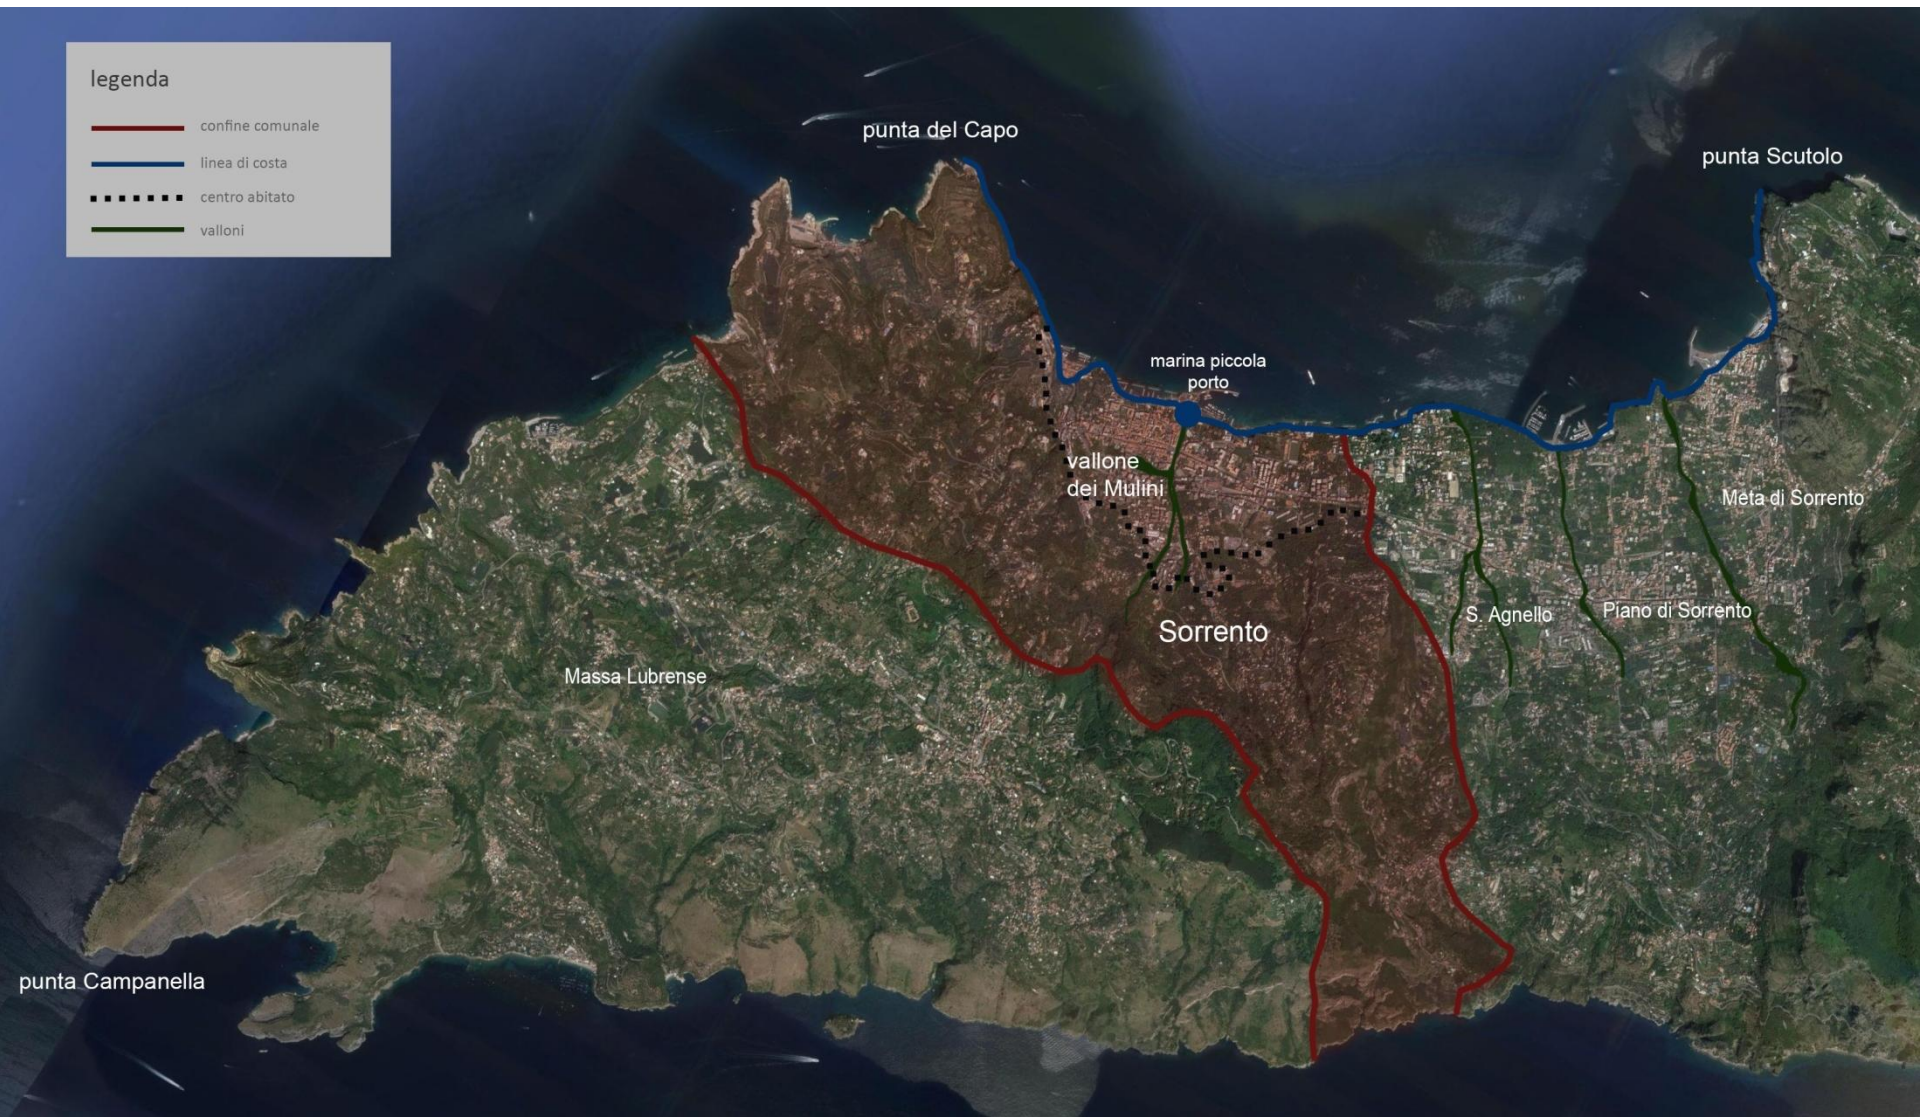 legenda
confine comunale
linea di costa
centro abitato
valloni
punta del Capo
punta Scutolo
marina piccola
porto
vallone
dei Mulini
Meta di Sorrento
S. Agnello
Piano di Sorrento
Sorrento
Massa Lubrense
punta Campanella